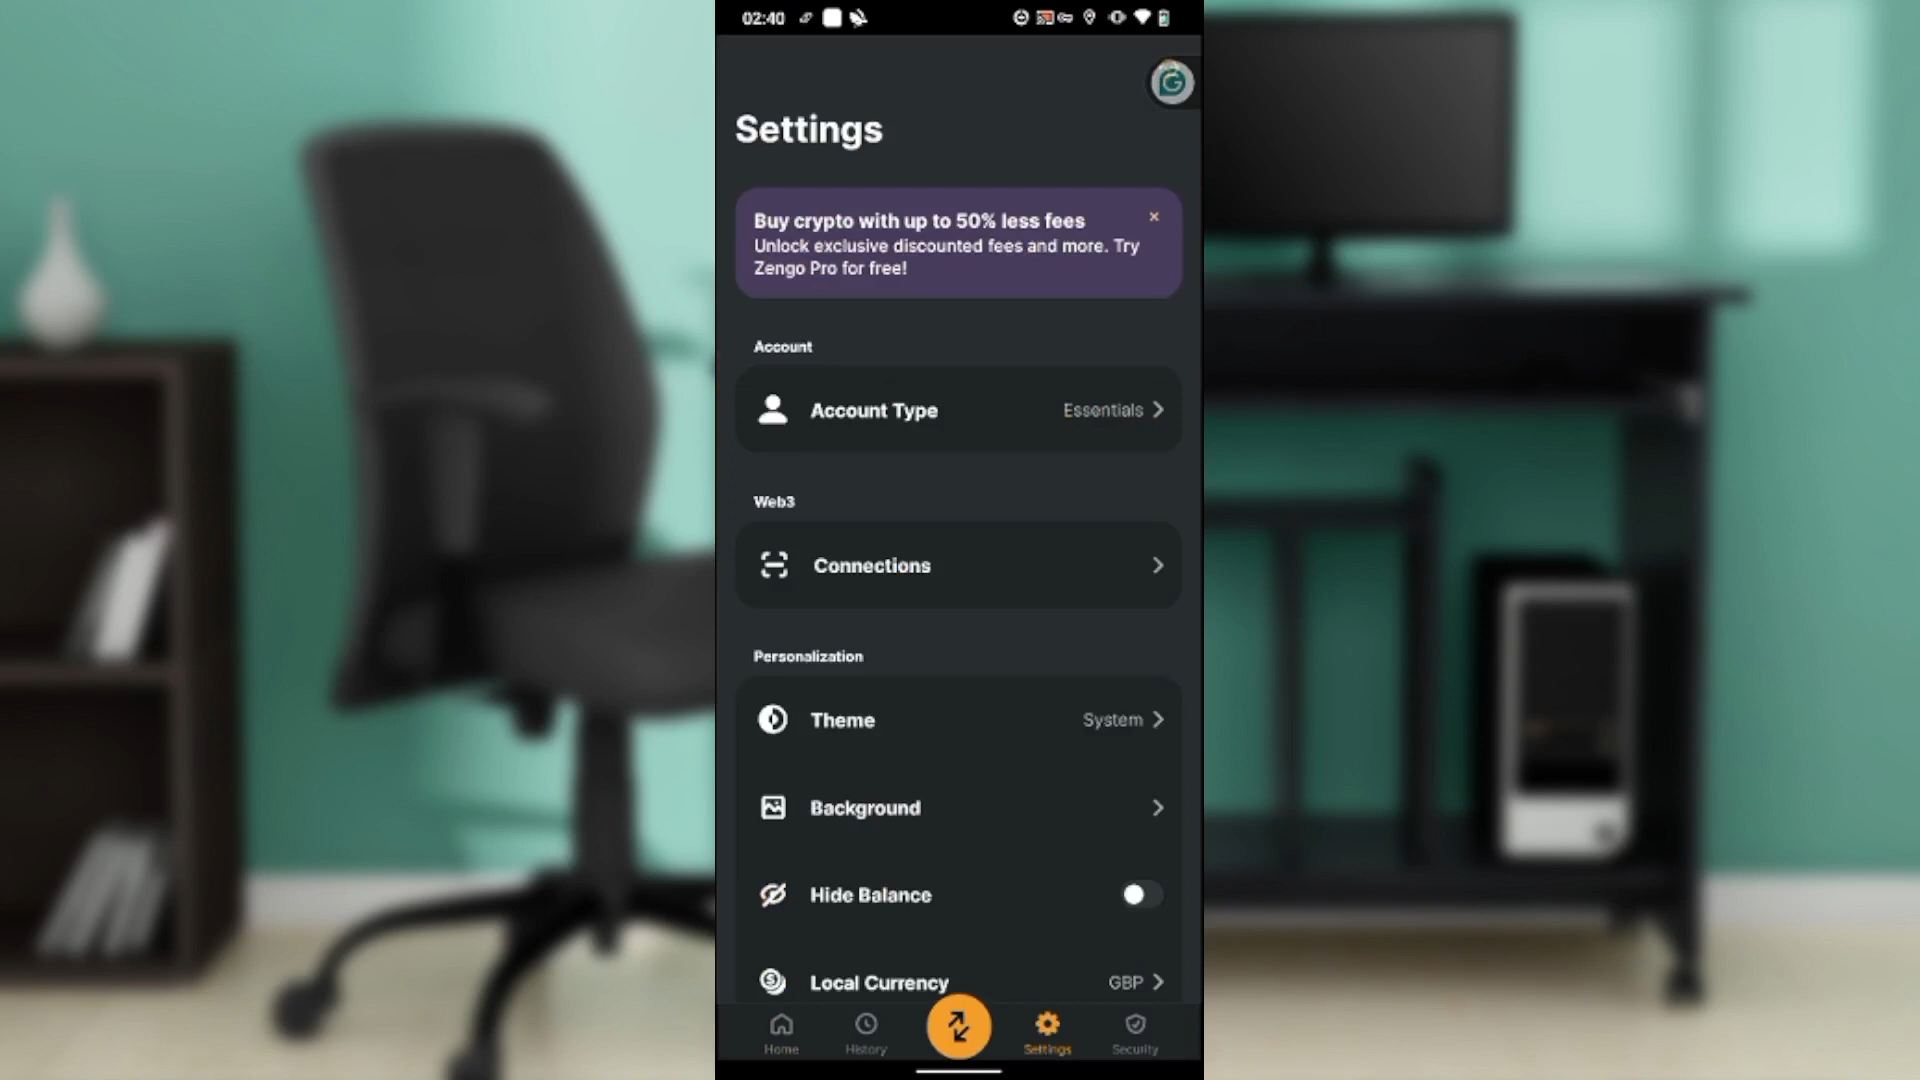 02:40
Settings
Buy crypto with up to 50% less fees
Unlock exclusive discounted fees and more. Try
Zengo Pro for free!
Account
Account Type
Essentials
Web3
Connections
Personalization
Theme
System
Background
Hide Balance
Local Currency
GBP
Home
History
Settings
Security